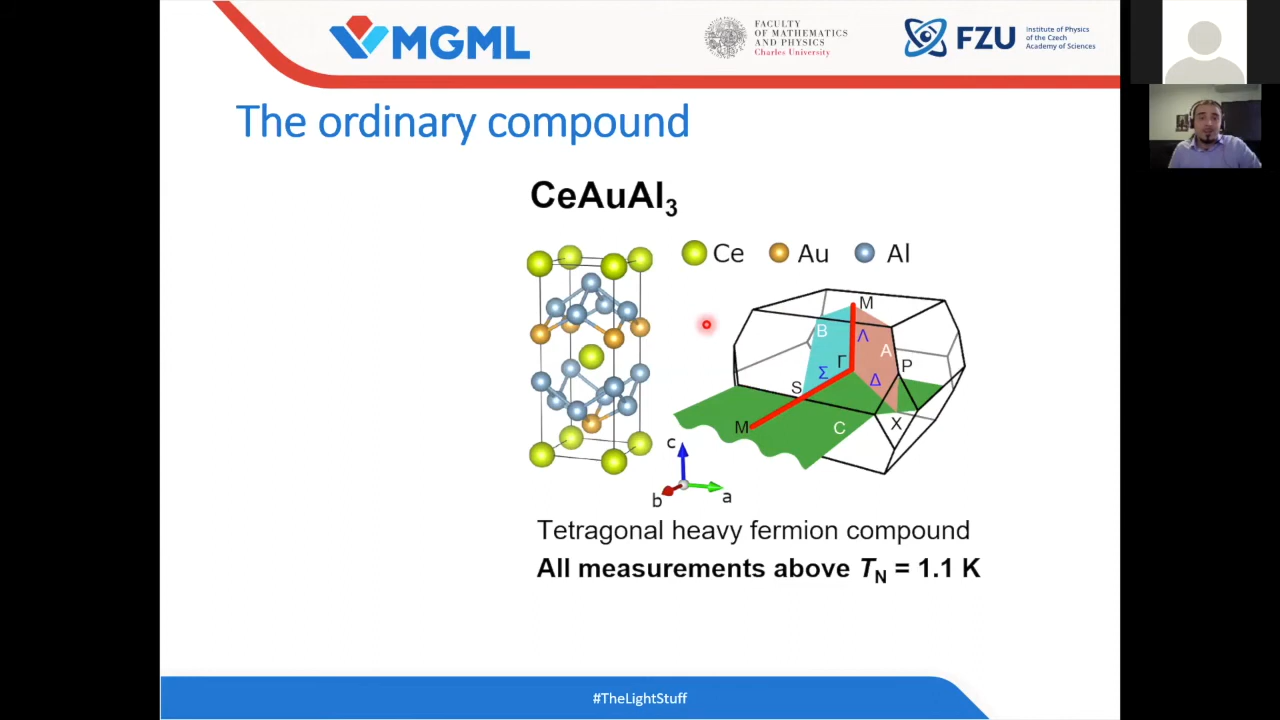 MGML
FACULTY
OF MATHEMATICS
AND PHYSICS
Charles University
FZU
Institute of Physics
of the Czech
Academy of Sciences
The ordinary compound
CeAuAl₃
Ce Au Al
M
B Λ A
Γ P
Σ Δ
S
X
M C
c
b a
Tetragonal heavy fermion compound
All measurements above T_N = 1.1 K
#TheLightStuff